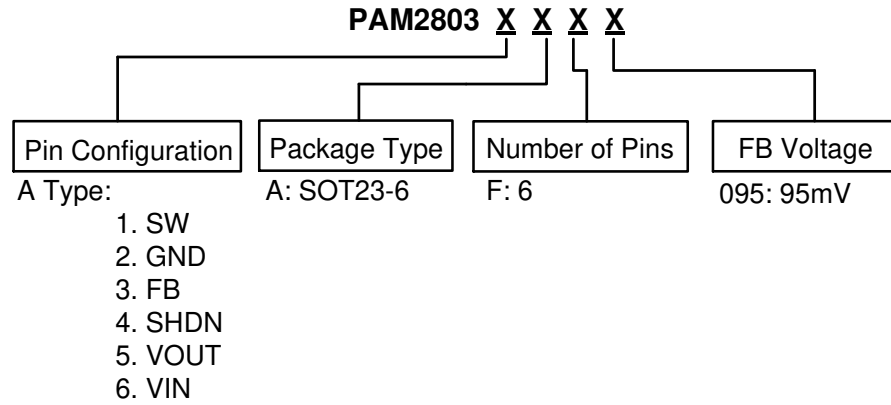 PAM2803 X X X X
Pin Configuration
Package Type
Number of Pins
FB Voltage
A Type:
A: SOT23-6
F: 6
095: 95mV
1. SW
2. GND
3. FB
4. SHDN
5. VOUT
6. VIN